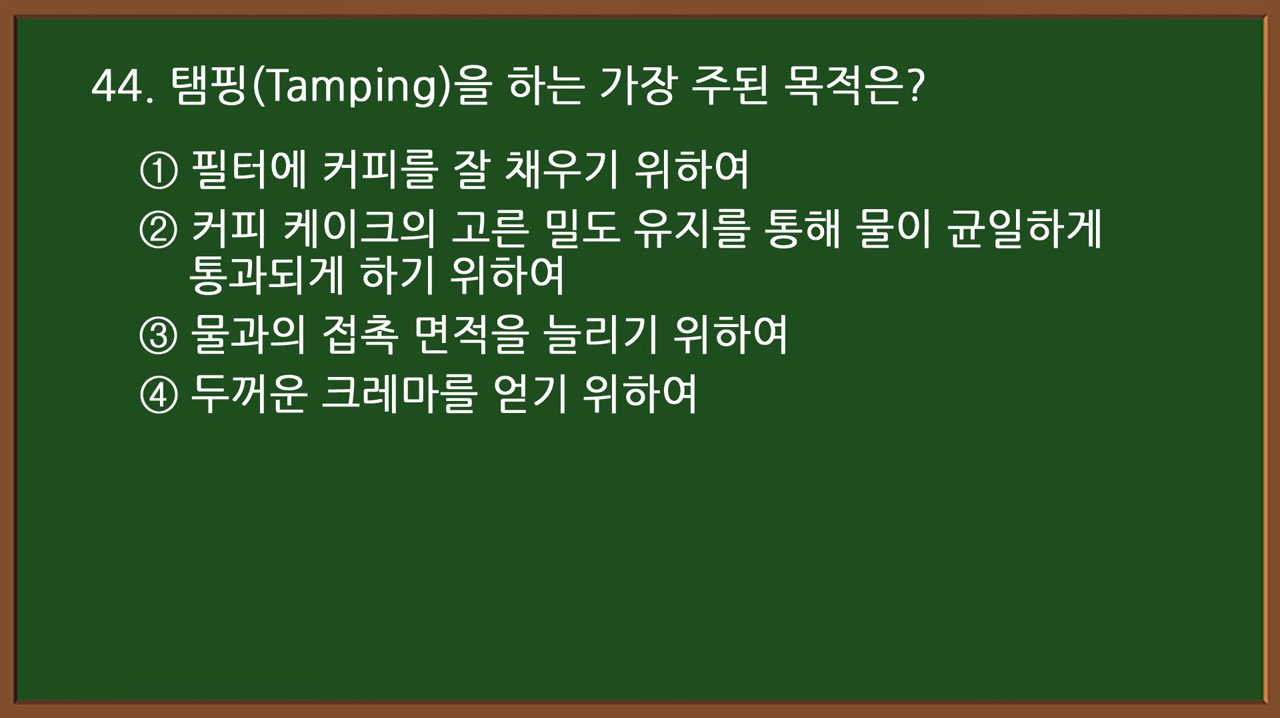 44. 탬핑(Tamping)을 하는 가장 주된 목적은?
① 필터에 커피를 잘 채우기 위하여
② 커피 케이크의 고른 밀도 유지를 통해 물이 균일하게
통과되게 하기 위하여
③ 물과의 접촉 면적을 늘리기 위하여
④ 두꺼운 크레마를 얻기 위하여